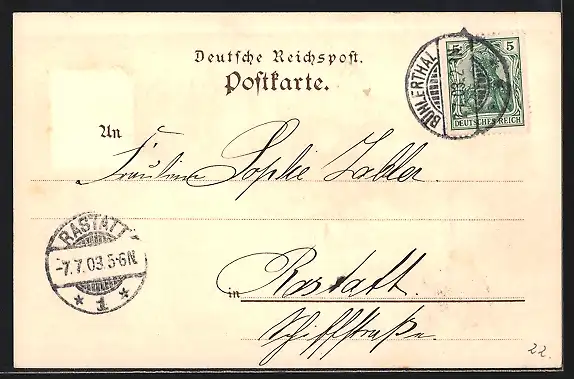 Deutsche Reichspost.
Postkarte.
BÜHLERTHAL
5 5
DEUTSCHES REICH
An
Fräulein Sophie Zabler.
RASTATT
-7.7.03.5-6N.
* 1 *
in Rastatt.
Schiffstraße.
22.